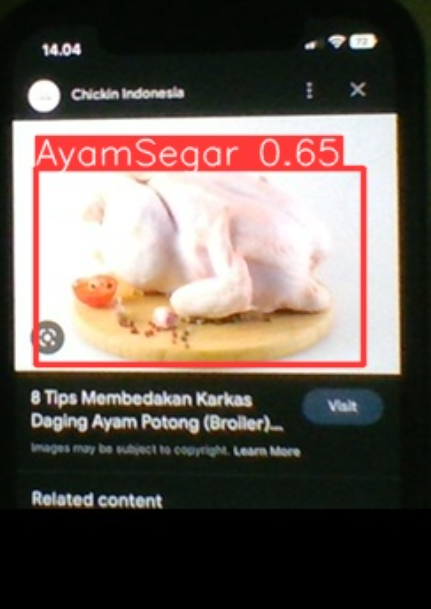 14.04
72
Chickin Indonesia
AyamSegar 0.65
8 Tips Membedakan Karkas
Daging Ayam Potong (Broiler)...
Visit
Images may be subject to copyright. Learn More
Related content